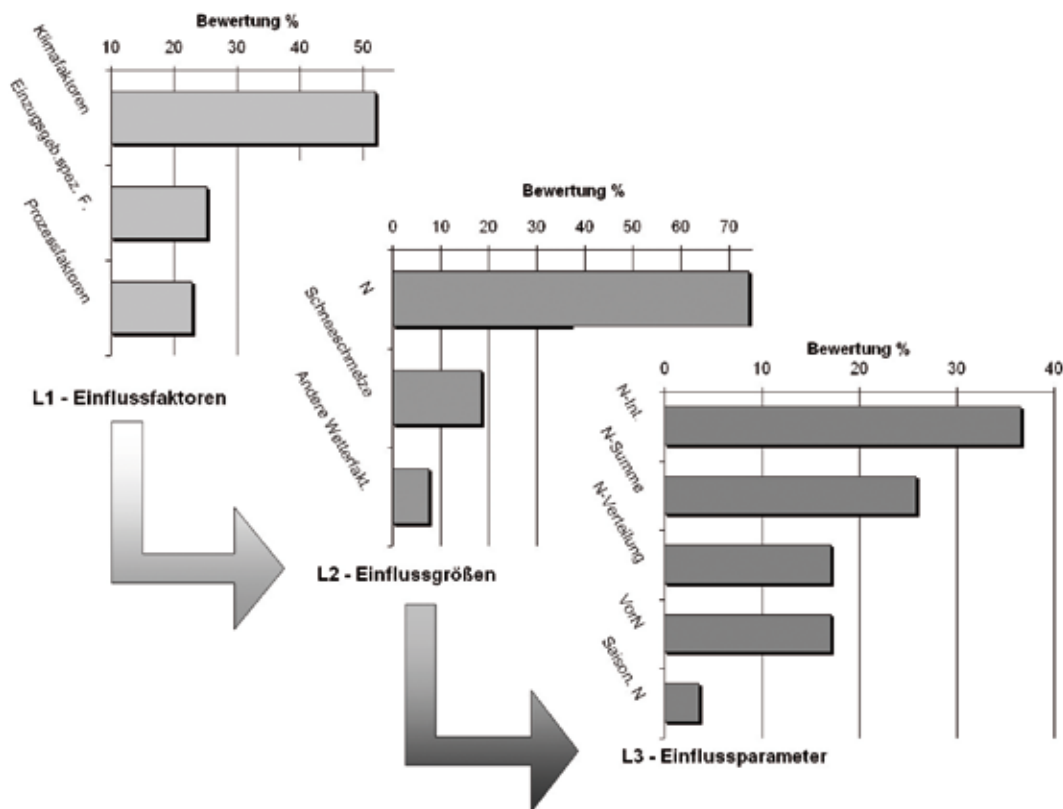 Bewertung %
10 20 30 40 50
Klimafaktoren
Einzugsgeb.spez. F.
Prozessfaktoren
L1 - Einflussfaktoren
Bewertung %
0 10 20 30 40 50 60 70
N
Schneeschmelze
Andere Wetterfakt.
L2 - Einflussgrößen
Bewertung %
0 10 20 30 40
N-Int.
N-Summe
N-Verteilung
VorN
Saison. N
L3 - Einflussparameter